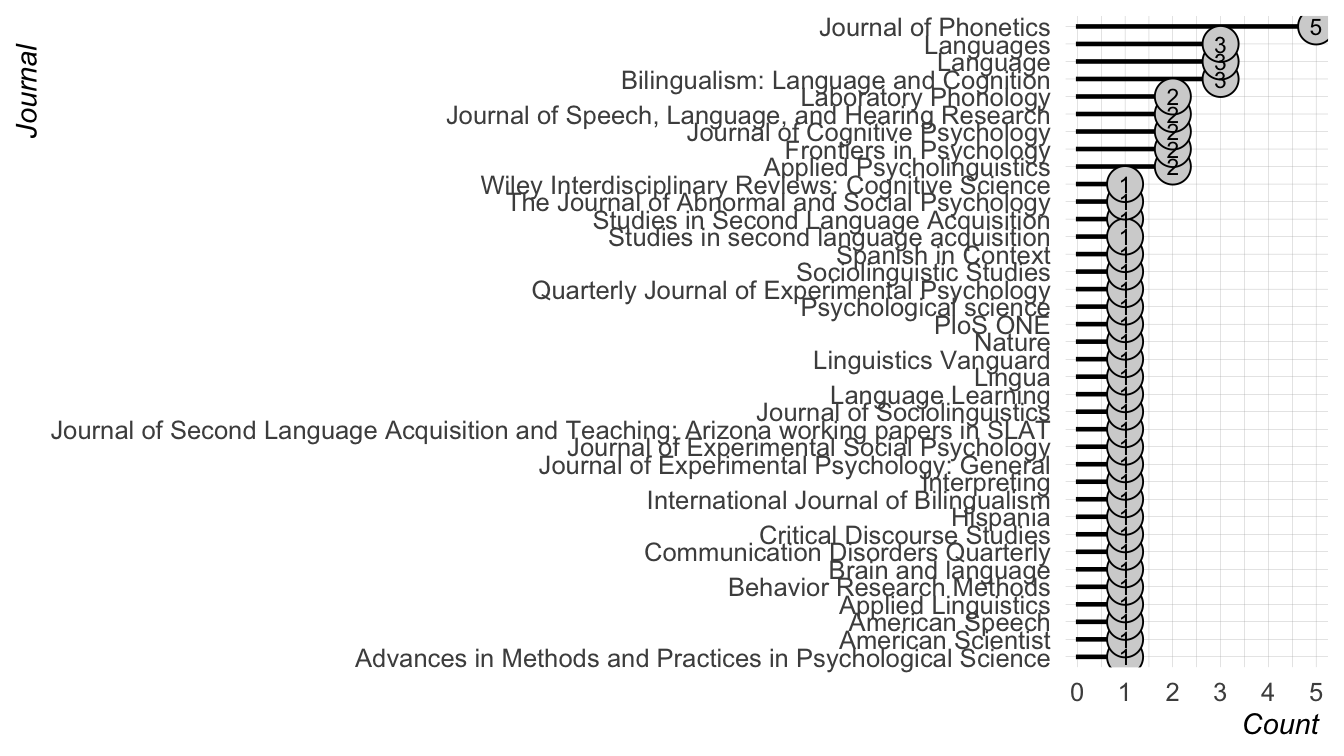 Journal
Journal of Phonetics 5
Languages 3
Language 3
Bilingualism: Language and Cognition 3
Laboratory Phonology 2
Journal of Speech, Language, and Hearing Research 2
Journal of Cognitive Psychology 2
Frontiers in Psychology 2
Applied Psycholinguistics 2
Wiley Interdisciplinary Reviews: Cognitive Science 1
The Journal of Abnormal and Social Psychology 1
Studies in Second Language Acquisition 1
Studies in second language acquisition 1
Spanish in Context 1
Sociolinguistic Studies 1
Quarterly Journal of Experimental Psychology 1
Psychological science 1
PloS ONE 1
Nature 1
Linguistics Vanguard 1
Lingua 1
Language Learning 1
Journal of Sociolinguistics 1
Journal of Second Language Acquisition and Teaching: Arizona working papers in SLAT 1
Journal of Experimental Social Psychology 1
Journal of Experimental Psychology: General 1
Interpreting 1
International Journal of Bilingualism 1
Hispania 1
Critical Discourse Studies 1
Communication Disorders Quarterly 1
Brain and language 1
Behavior Research Methods 1
Applied Linguistics 1
American Speech 1
American Scientist 1
Advances in Methods and Practices in Psychological Science 1
0 1 2 3 4 5
Count